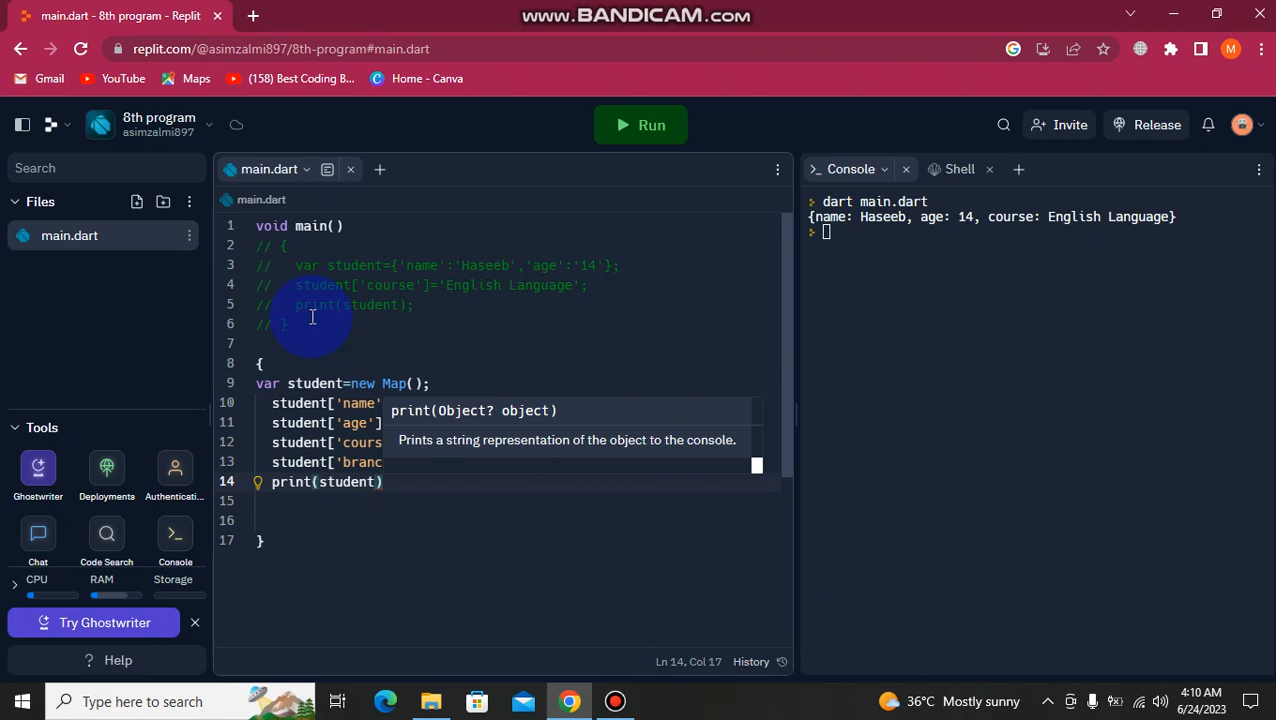 main.dart - Replit
www.BANDICAM.com
replit.com/@asimzalmi897/8th-program#main.dart
M
Gmail
YouTube
Maps
(158) Best Coding B...
Home - Canva
8th program
asimzalmi897
Run
Invite
Release
Search
main.dart
Console
Shell
Files
main.dart
main.dart
dart main.dart
{name: Haseeb, age: 14, course: English Language}
1 void main()
2 // {
3 // var student={'name':'Haseeb','age':'14'};
4 // student['course']='English Language';
5 // print(student);
6 // }
7
8 {
9 var student=new Map();
10 student['name'
11 student['age']
12 student['cours
13 student['branc
14 print(student)
15
16
17 }
print(Object? object)
Prints a string representation of the object to the console.
Tools
Ghostwriter
Deployments
Authenticati...
Chat
Code Search
Console
CPU
RAM
Storage
Try Ghostwriter
? Help
Ln 14, Col 17
History
Type here to search
36°C Mostly sunny
4:10 AM
6/24/2023